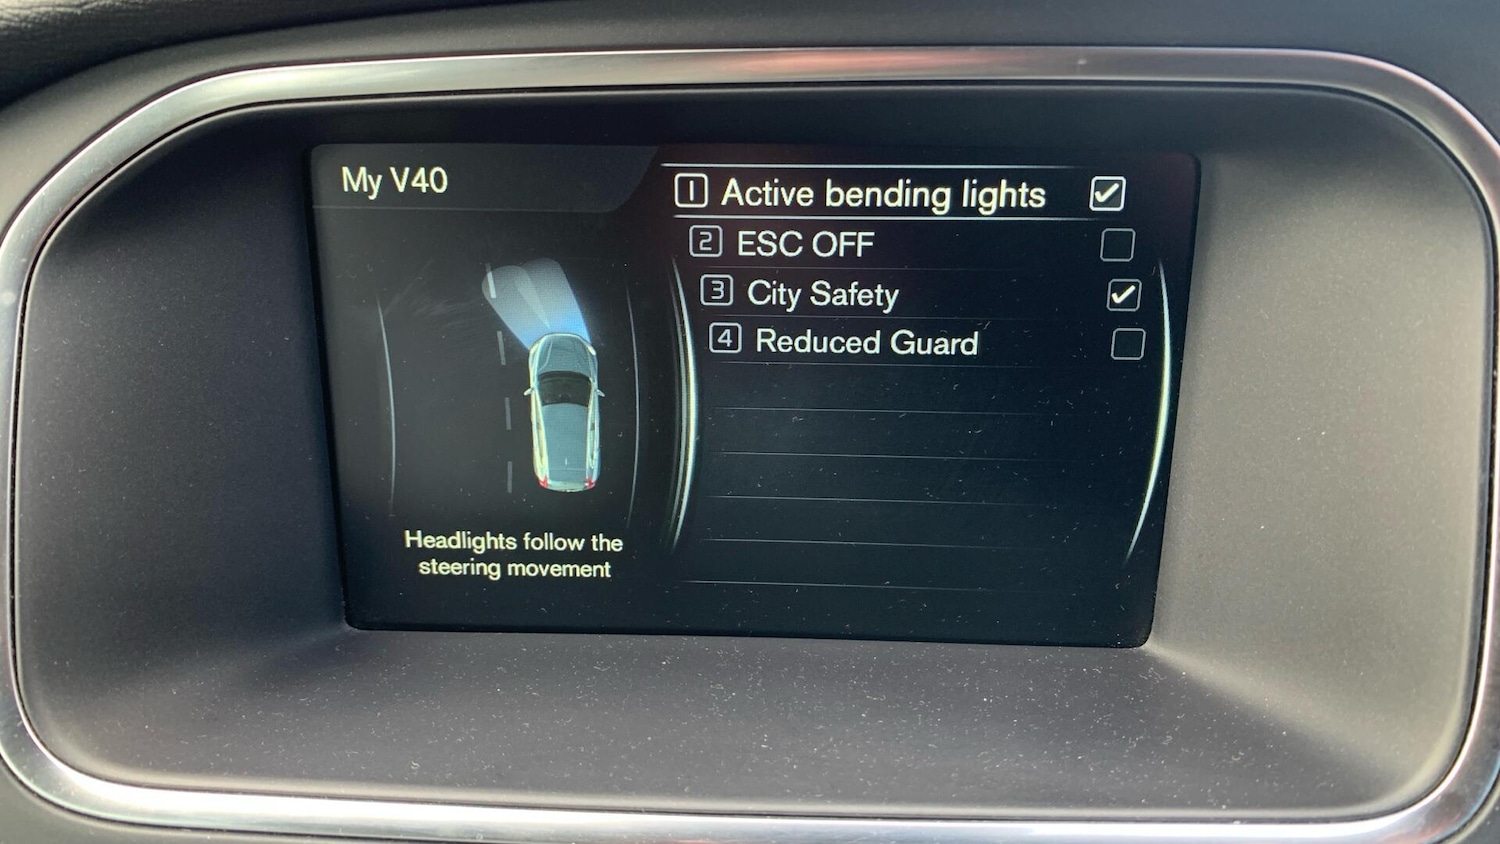 My V40
1 Active bending lights
2 ESC OFF
3 City Safety
4 Reduced Guard
Headlights follow the
steering movement